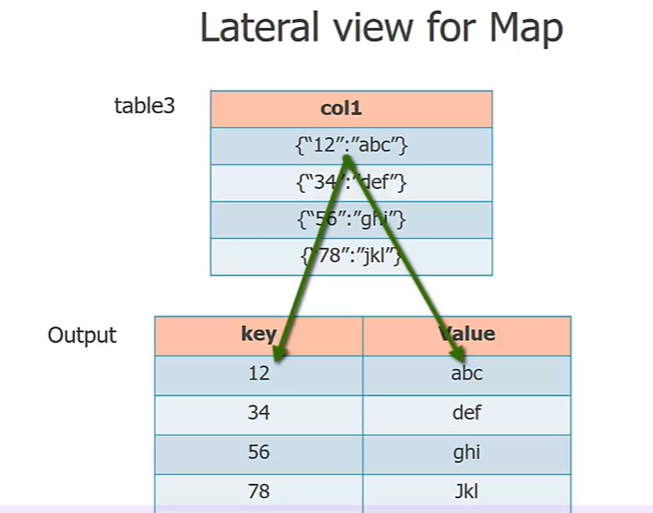 Lateral view for Map
table3
col1
{“12”:”abc”}
{“34”:”def”}
{“56”:”ghi”}
{“78”:”jkl”}
Output
key Value
12 abc
34 def
56 ghi
78 Jkl